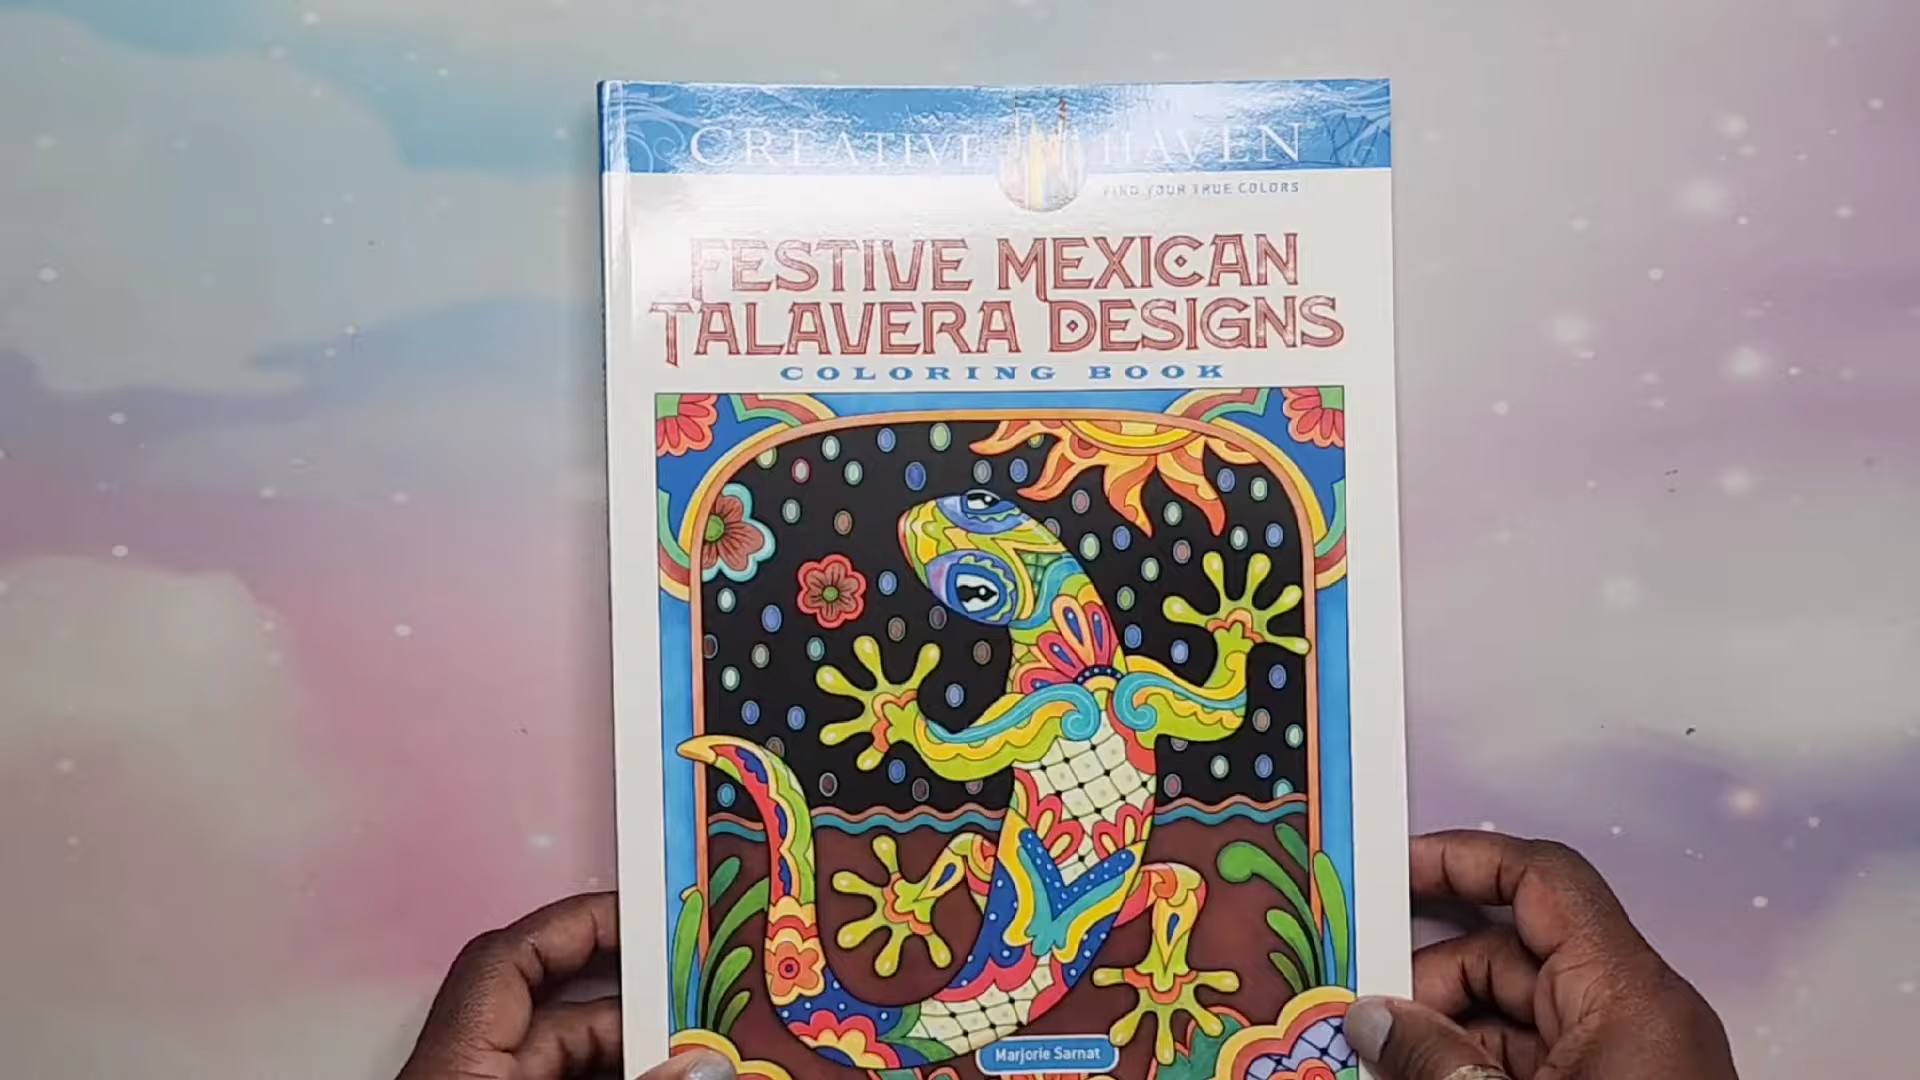 CREATIVE HAVEN
FIND YOUR TRUE COLORS
FESTIVE MEXICAN
TALAVERA DESIGNS
COLORING BOOK
Marjorie Sarnat